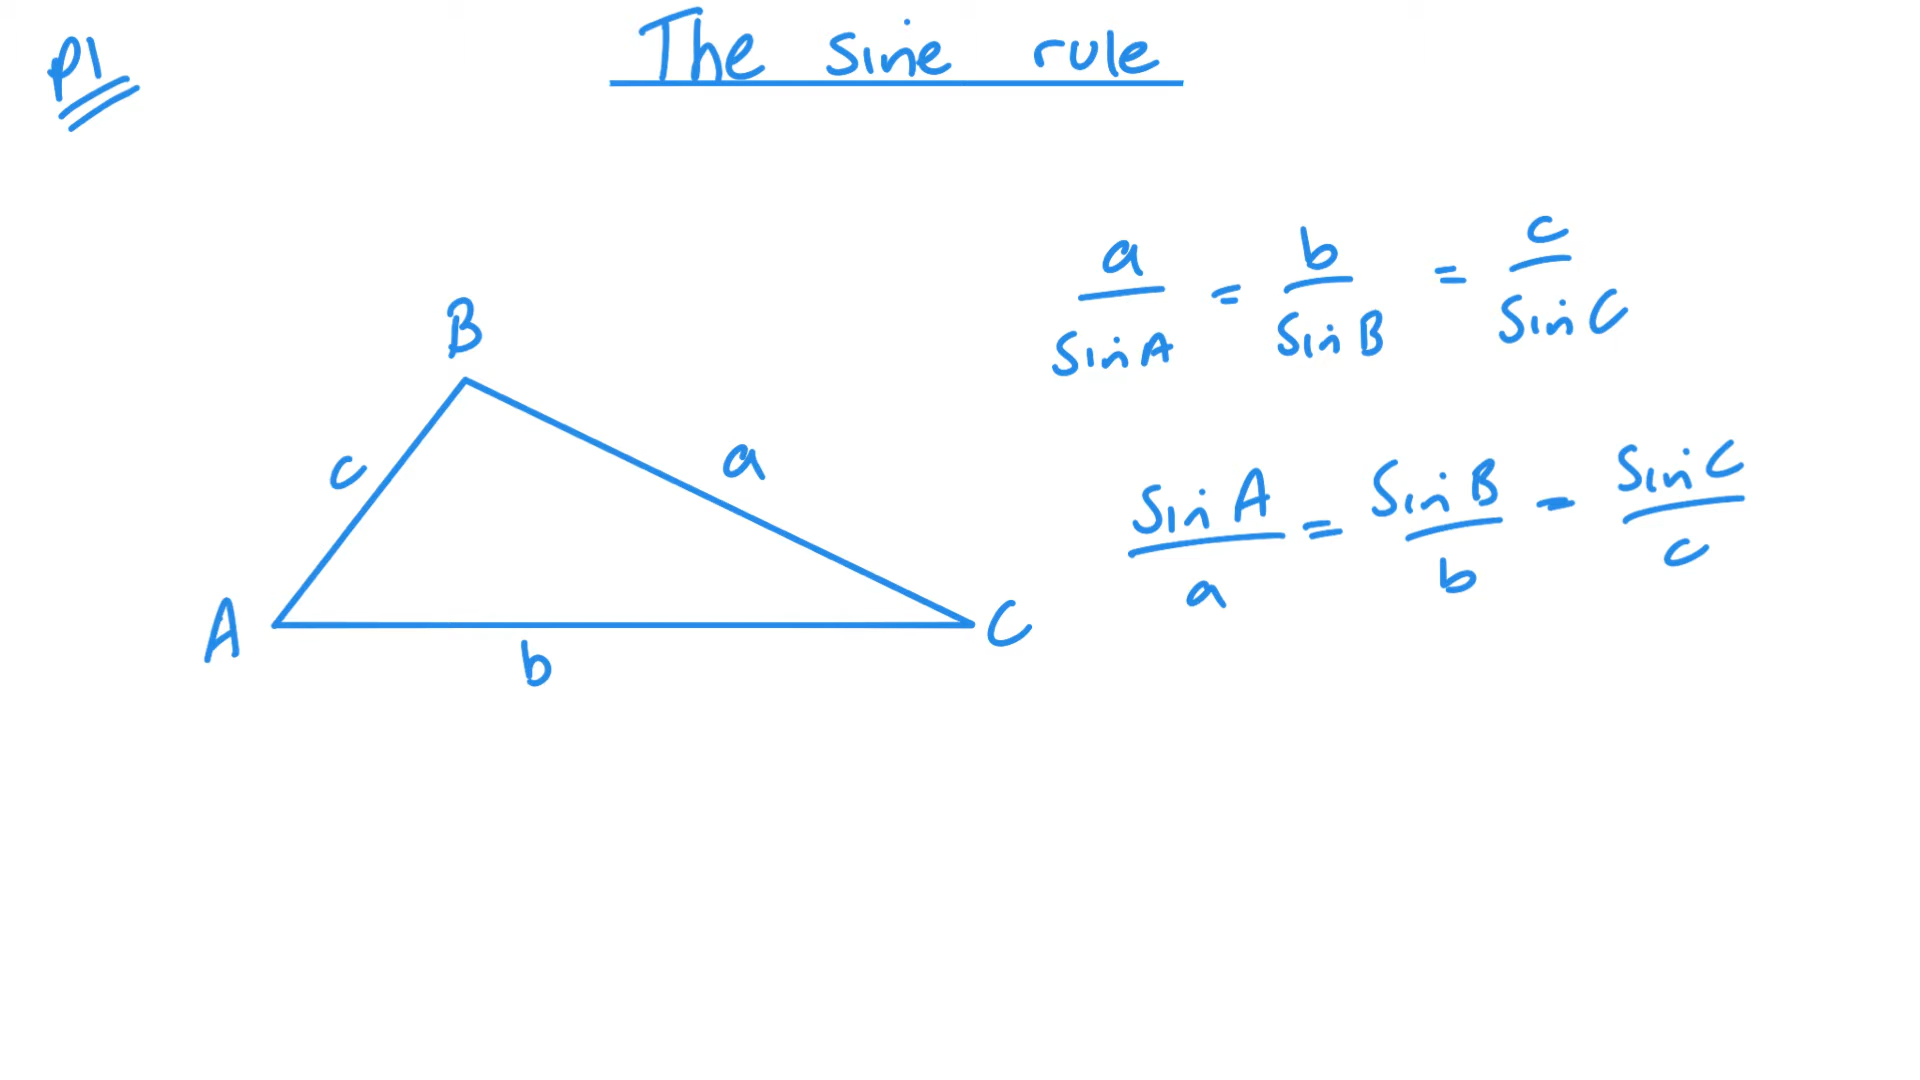 p1
The sine rule
a/sinA = b/sinB = c/sinC
B
c
a
sinA/a = sinB/b = sinC/c
A
C
b